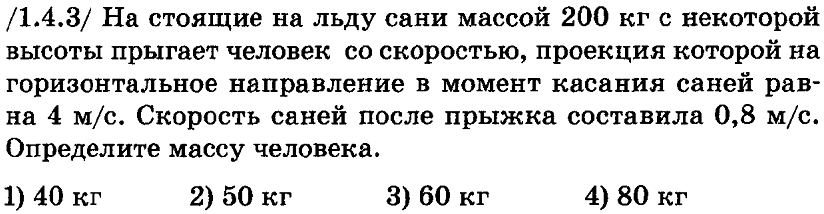 /1.4.3/ На стоящие на льду сани массой 200 кг с некоторой
высоты прыгает человек со скоростью, проекция которой на
горизонтальное направление в момент касания саней рав-
на 4 м/с. Скорость саней после прыжка составила 0,8 м/с.
Определите массу человека.
1) 40 кг 2) 50 кг 3) 60 кг 4) 80 кг